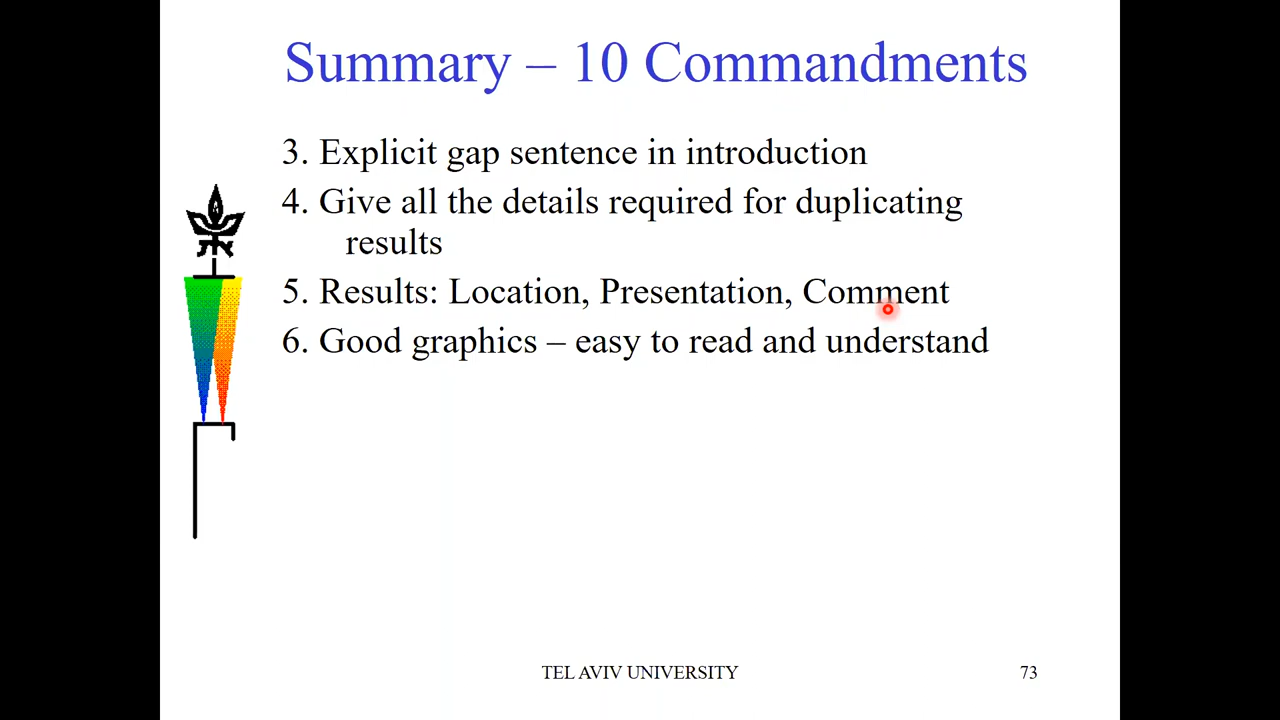 Summary – 10 Commandments
3. Explicit gap sentence in introduction
4. Give all the details required for duplicating
results
5. Results: Location, Presentation, Comment
6. Good graphics – easy to read and understand
TEL AVIV UNIVERSITY
73